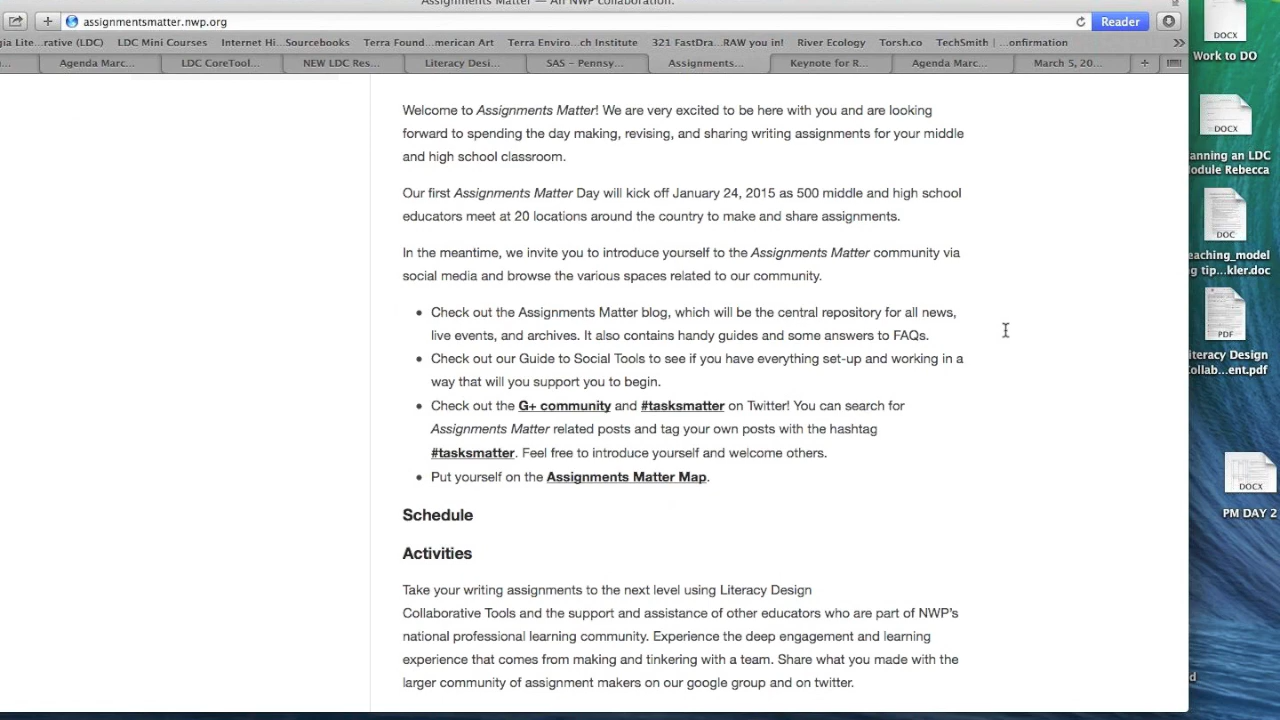 Assignments Matter — An NWP collaboration.
assignmentsmatter.nwp.org
Reader
gia Lite...rative (LDC) LDC Mini Courses Internet Hi...Sourcebooks Terra Found...merican Art Terra Enviro...ch Institute 321 FastDra...RAW you in! River Ecology Torsh.co TechSmith | ...onfirmation
Agenda Marc... LDC CoreTool... NEW LDC Res... Literacy Desi... SAS – Pennsy... Assignments... Keynote for R... Agenda Marc... March 5, 20...
Welcome to Assignments Matter! We are very excited to be here with you and are looking
forward to spending the day making, revising, and sharing writing assignments for your middle
and high school classroom.
Our first Assignments Matter Day will kick off January 24, 2015 as 500 middle and high school
educators meet at 20 locations around the country to make and share assignments.
In the meantime, we invite you to introduce yourself to the Assignments Matter community via
social media and browse the various spaces related to our community.
• Check out the Assignments Matter blog, which will be the central repository for all news,
live events, and archives. It also contains handy guides and some answers to FAQs.
• Check out our Guide to Social Tools to see if you have everything set-up and working in a
way that will you support you to begin.
• Check out the G+ community and #tasksmatter on Twitter! You can search for
Assignments Matter related posts and tag your own posts with the hashtag
#tasksmatter. Feel free to introduce yourself and welcome others.
• Put yourself on the Assignments Matter Map.
Schedule
Activities
Take your writing assignments to the next level using Literacy Design
Collaborative Tools and the support and assistance of other educators who are part of NWP's
national professional learning community. Experience the deep engagement and learning
experience that comes from making and tinkering with a team. Share what you made with the
larger community of assignment makers on our google group and on twitter.
DOCX
Work to DO
DOCX
anning an LDC
lodule Rebecca
DOC
eaching_model
g tip...kler.doc
PDF
iteracy Design
Collab...ent.pdf
DOCX
PM DAY 2
d